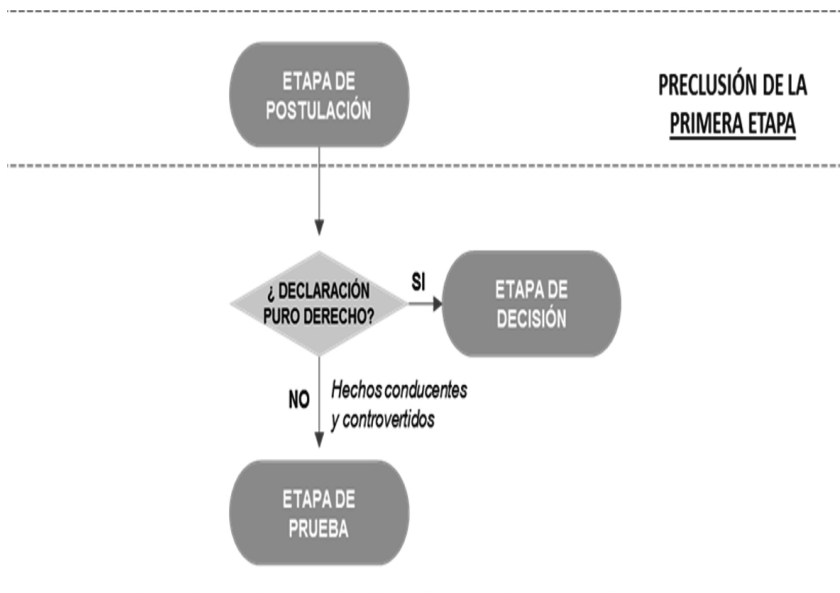 ETAPA DE
POSTULACIÓN
PRECLUSIÓN DE LA
PRIMERA ETAPA
¿ DECLARACIÓN
PURO DERECHO?
SI
ETAPA DE
DECISIÓN
NO
Hechos conducentes
y controvertidos
ETAPA DE
PRUEBA